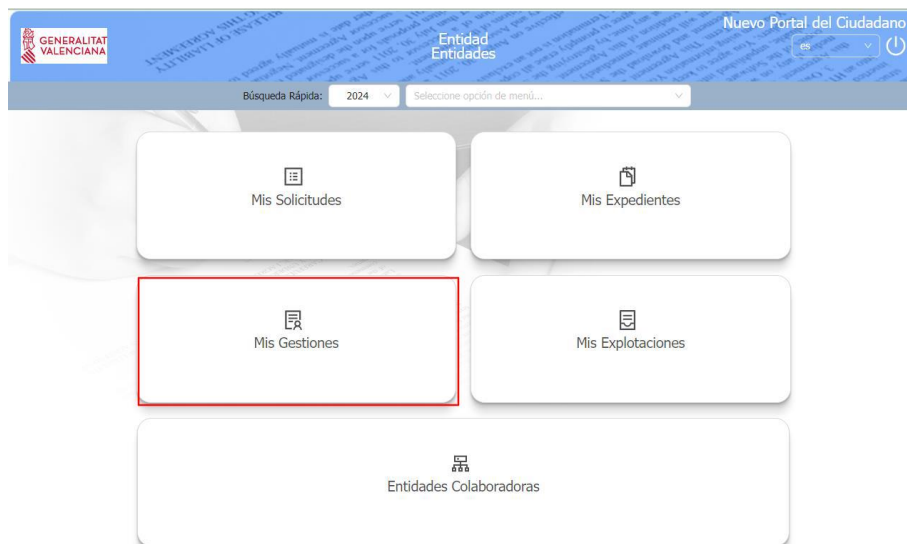 GENERALITAT
VALENCIANA
Entidad
Entidades
Nuevo Portal del Ciudadano
es
Búsqueda Rápida:
2024
Seleccione opción de menú...
Mis Solicitudes
Mis Expedientes
Mis Gestiones
Mis Explotaciones
Entidades Colaboradoras